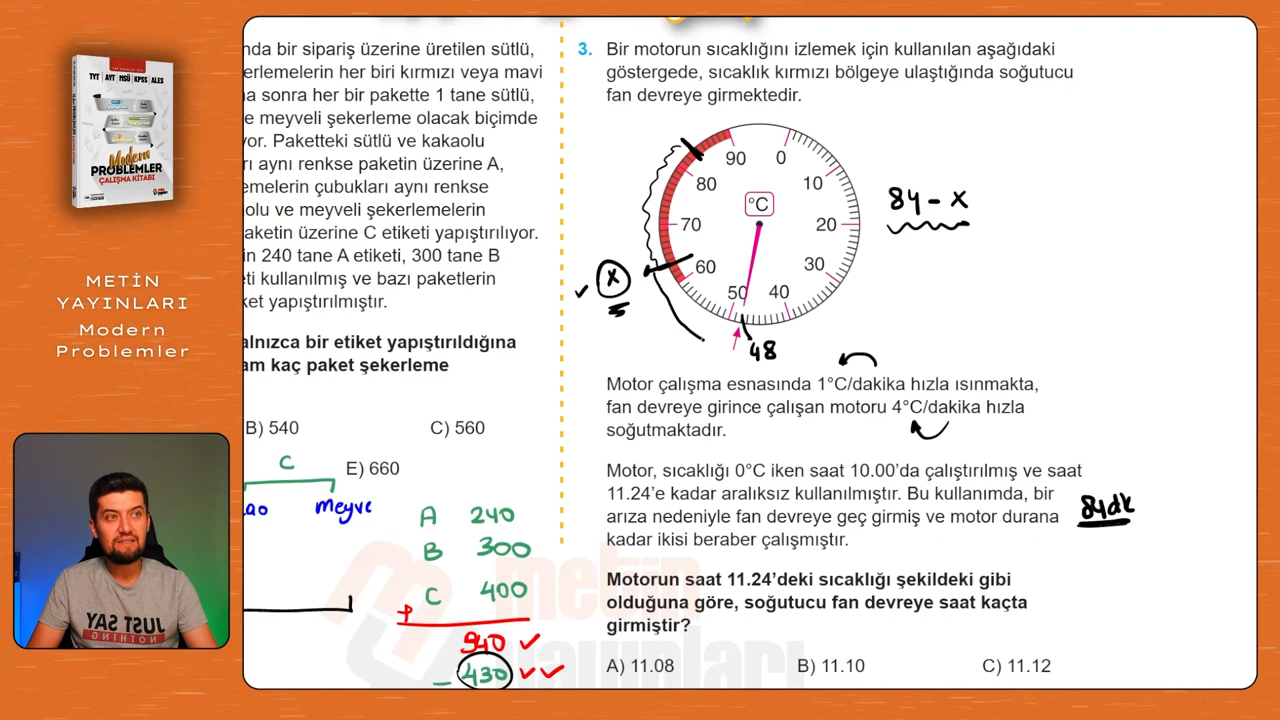 TYT | AYT | MSÜ | KPSS | ALES
Modern
PROBLEMLER
ÇALIŞMA KİTABI
METİN
YAYINLARI
Modern
Problemler
JUST
SAY
NOTHING
nda bir sipariş üzerine üretilen sütlü,
erlemelerin her biri kırmızı veya mavi
a sonra her bir pakette 1 tane sütlü,
e meyveli şekerleme olacak biçimde
yor. Paketteki sütlü ve kakaolu
rı aynı renkse paketin üzerine A,
emelerin çubukları aynı renkse
olu ve meyveli şekerlemelerin
aketin üzerine C etiketi yapıştırılıyor.
in 240 tane A etiketi, 300 tane B
eti kullanılmış ve bazı paketlerin
ket yapıştırılmıştır.
alnızca bir etiket yapıştırıldığına
am kaç paket şekerleme
B) 540
C) 560
E) 660
C
kao
meyve
A 240
B 300
C 400
+
940
- 430
metin
yayınları
3. Bir motorun sıcaklığını izlemek için kullanılan aşağıdaki
göstergede, sıcaklık kırmızı bölgeye ulaştığında soğutucu
fan devreye girmektedir.
90
0
80
10
°C
70
20
60
30
50
40
84 - x
x
48
Motor çalışma esnasında 1°C/dakika hızla ısınmakta,
fan devreye girince çalışan motoru 4°C/dakika hızla
soğutmaktadır.
Motor, sıcaklığı 0°C iken saat 10.00'da çalıştırılmış ve saat
11.24'e kadar aralıksız kullanılmıştır. Bu kullanımda, bir
arıza nedeniyle fan devreye geç girmiş ve motor durana
kadar ikisi beraber çalışmıştır.
84dk
Motorun saat 11.24'deki sıcaklığı şekildeki gibi
olduğuna göre, soğutucu fan devreye saat kaçta
girmiştir?
A) 11.08
B) 11.10
C) 11.12